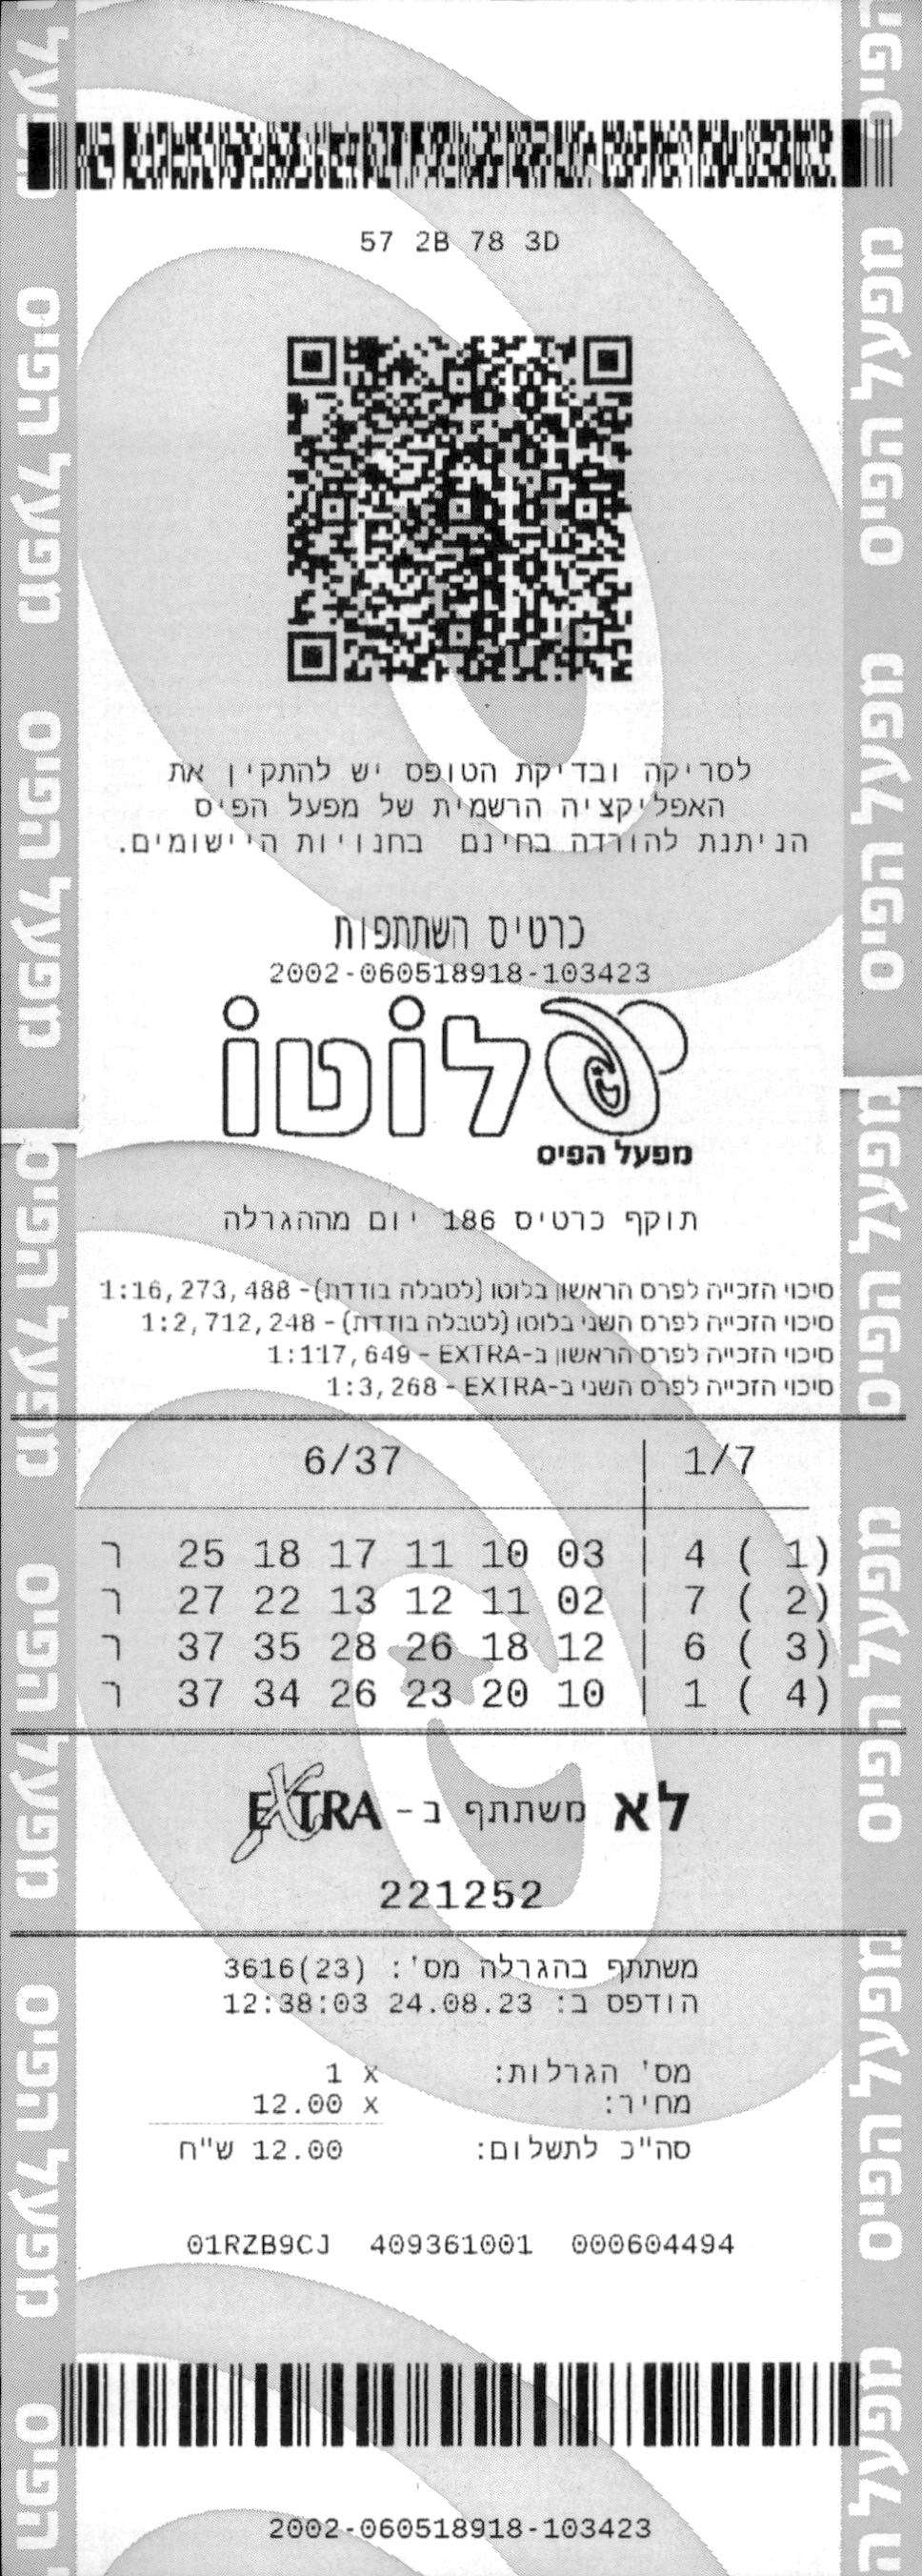 57 2B 78 3D
לסריקה ובדיקת הטופס יש להתקין את
האפליקציה הרשמית של מפעל הפיס
הניתנת להורדה בחינם בחנויות היישומים.
כרטיס השתתפות
2002-060518918-103423
לוטו
מפעל הפיס
תוקף כרטיס 186 יום מההגרלה
סיכוי הזכייה לפרס הראשון בלוטו (לטבלה בודדת)- 1:16,273,488
סיכוי הזכייה לפרס השני בלוטו (לטבלה בודדת) - 1:2,712,248
סיכוי הזכייה לפרס הראשון ב-EXTRA - 1:117,649
סיכוי הזכייה לפרס השני ב-EXTRA - 1:3,268
6/37 | 1/7
ר 25 18 17 11 10 03 | 4 ( 1)
ר 27 22 13 12 11 02 | 7 ( 2)
ר 37 35 28 26 18 12 | 6 ( 3)
ר 37 34 26 23 20 10 | 1 ( 4)
לא משתתף ב- EXTRA
221252
משתתף בהגרלה מס': 3616(23)
הודפס ב: 24.08.23 12:38:03
מס' הגרלות: x 1
מחיר: x 12.00
סה"כ לתשלום: 12.00 ש"ח
01RZB9CJ 409361001 000604494
2002-060518918-103423
מפעל הפיס מפעל הפיס מפעל הפיס מפעל הפיס מפעל הפיס